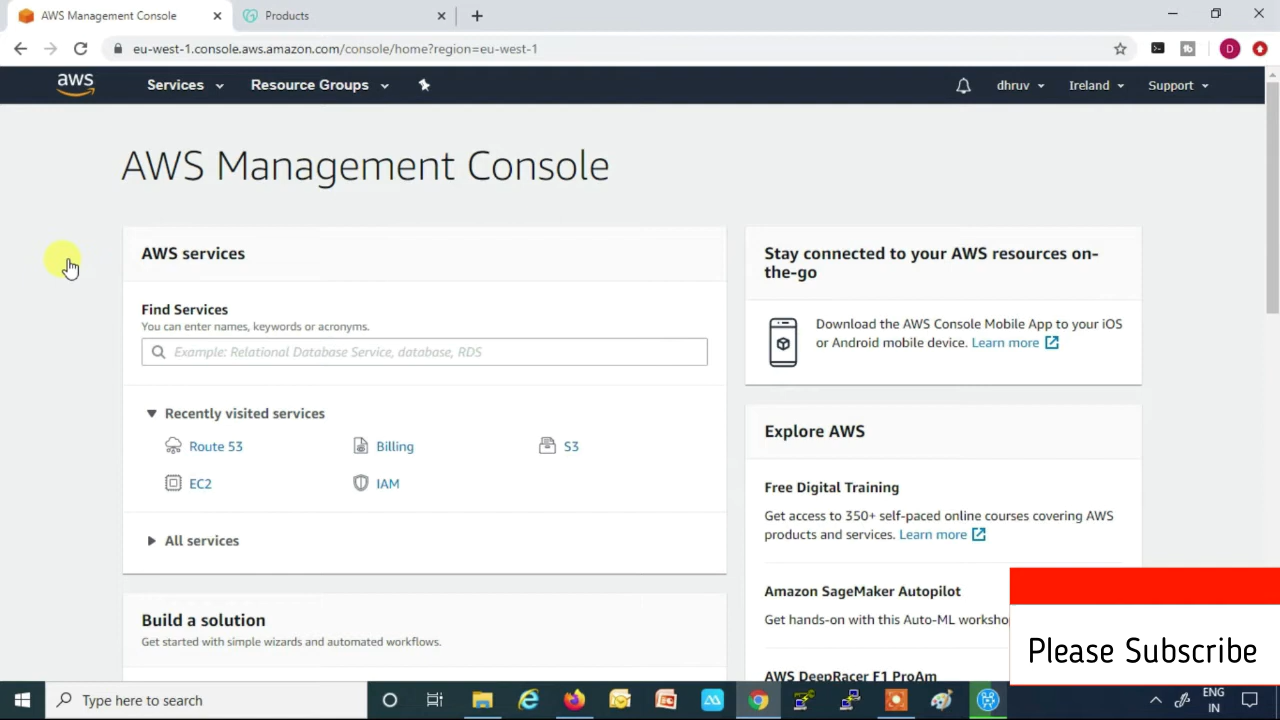 AWS Management Console
Products
eu-west-1.console.aws.amazon.com/console/home?region=eu-west-1
D
aws
Services
Resource Groups
dhruv
Ireland
Support
AWS Management Console
AWS services
Find Services
You can enter names, keywords or acronyms.
Example: Relational Database Service, database, RDS
Recently visited services
Route 53
Billing
S3
EC2
IAM
All services
Build a solution
Get started with simple wizards and automated workflows.
Stay connected to your AWS resources on-
the-go
Download the AWS Console Mobile App to your iOS
or Android mobile device. Learn more
Explore AWS
Free Digital Training
Get access to 350+ self-paced online courses covering AWS
products and services. Learn more
Amazon SageMaker Autopilot
Get hands-on with this Auto-ML worksho
AWS DeepRacer F1 ProAm
Please Subscribe
Type here to search
ENG
IN